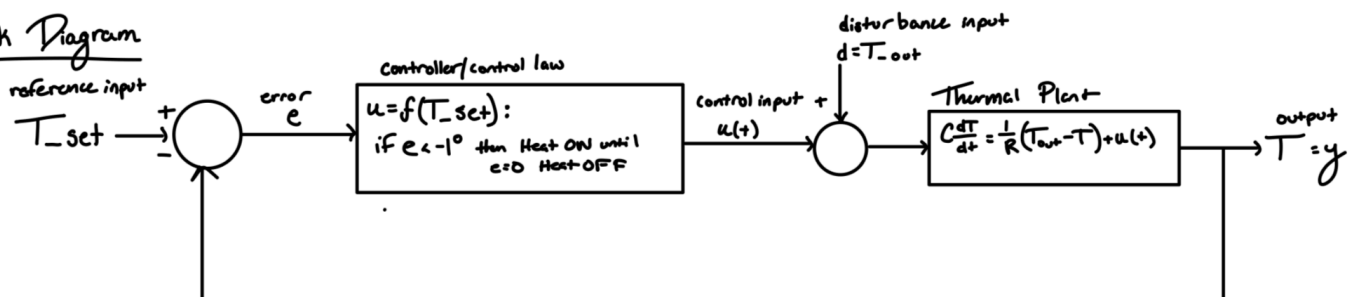 Diagram
reference input
T_set
+
-
error
e
controller/control law
u=f(T_set):
if e<-1° then Heat ON until
e=0 Heat OFF
control input
u(t)
disturbance input
d=T_out
+
Thermal Plant
C dT/dt = 1/R (T_out - T) + u(t)
output
T = y